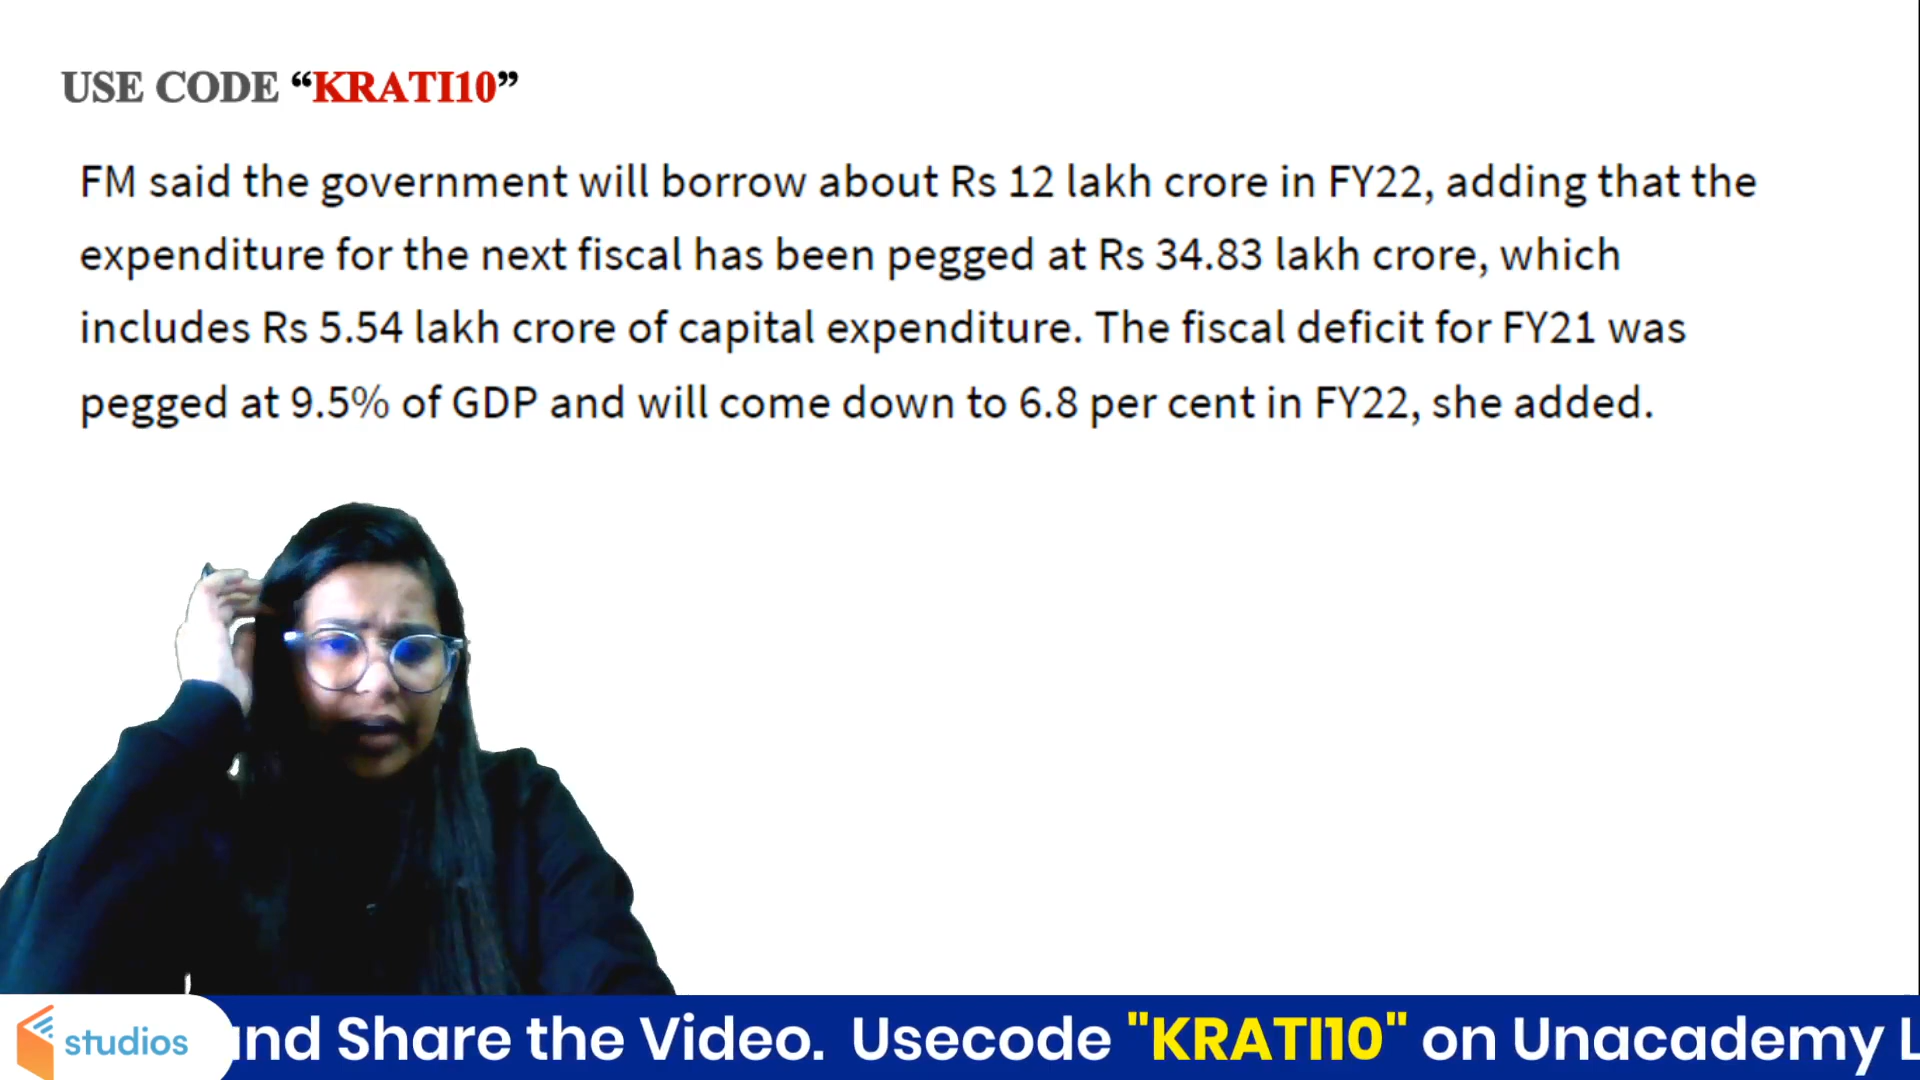 USE CODE “KRATI10”
FM said the government will borrow about Rs 12 lakh crore in FY22, adding that the
expenditure for the next fiscal has been pegged at Rs 34.83 lakh crore, which
includes Rs 5.54 lakh crore of capital expenditure. The fiscal deficit for FY21 was
pegged at 9.5% of GDP and will come down to 6.8 per cent in FY22, she added.
studios
and Share the Video. Usecode "KRATI10" on Unacademy L